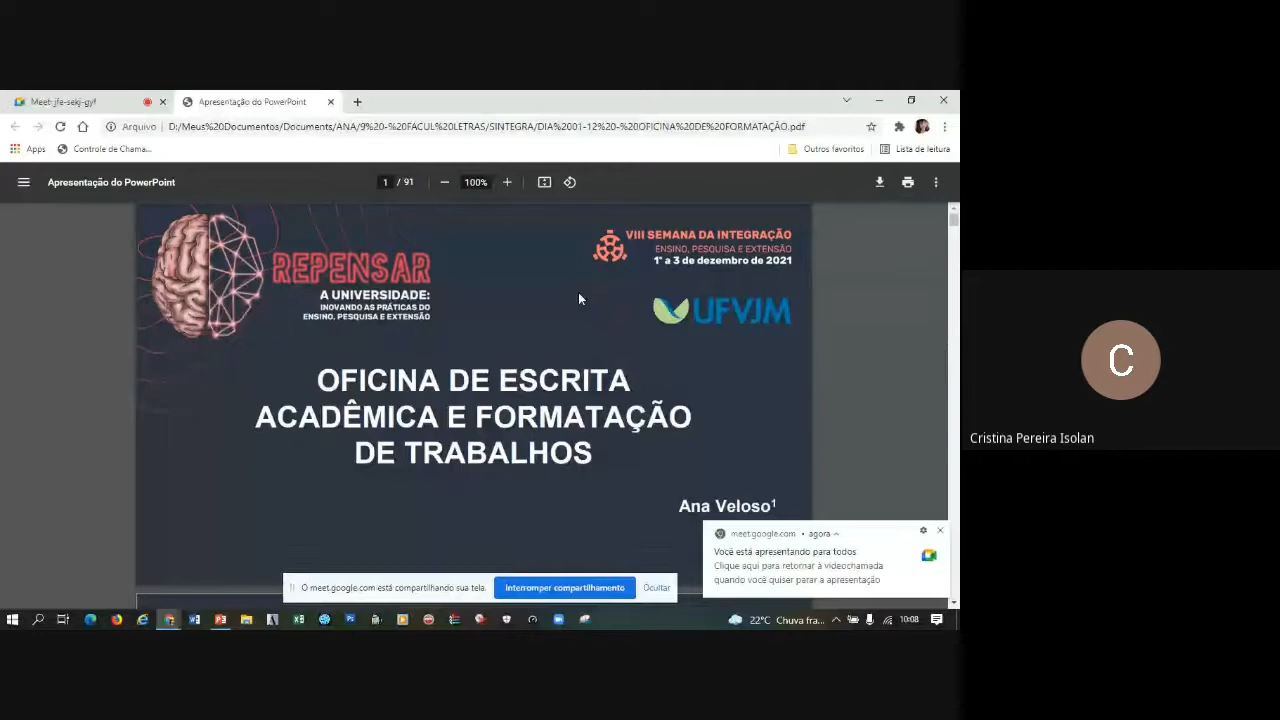 Meet: jfe-sekj-gyf
Apresentação do PowerPoint
Arquivo
D:/Meus%20Documentos/Documents/ANA/9%20-%20FACUL%20LETRAS/SINTEGRA/DIA%2001-12%20-%20OFICINA%20DE%20FORMATAÇÃO.pdf
Apps
Controle de Chama...
Outros favoritos
Lista de leitura
Apresentação do PowerPoint
1 / 91
100%
REPENSAR
A UNIVERSIDADE:
INOVANDO AS PRÁTICAS DO
ENSINO, PESQUISA E EXTENSÃO
VIII SEMANA DA INTEGRAÇÃO
ENSINO, PESQUISA E EXTENSÃO
1º a 3 de dezembro de 2021
UFVJM
OFICINA DE ESCRITA
ACADÊMICA E FORMATAÇÃO
DE TRABALHOS
Ana Veloso¹
meet.google.com • agora
Você está apresentando para todos
Clique aqui para retornar à videochamada
quando você quiser parar a apresentação
O meet.google.com está compartilhando sua tela.
Interromper compartilhamento
Ocultar
22°C Chuva fra...
10:08
C
Cristina Pereira Isolan